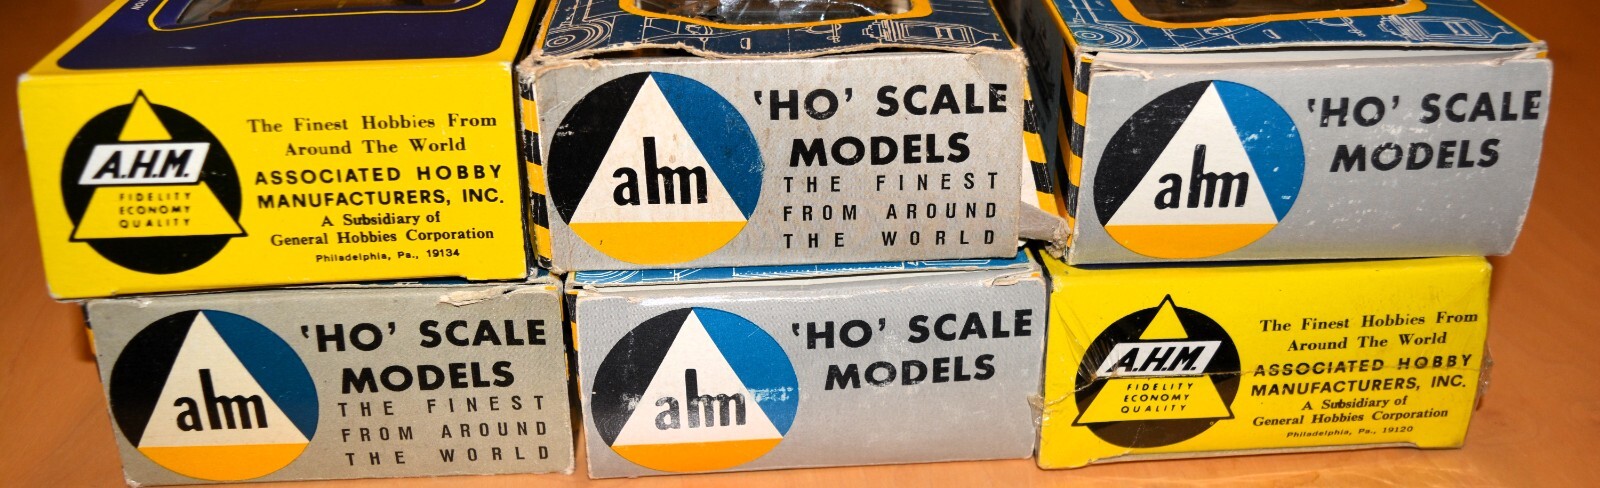 TON
A.H.M.
FIDELITY
ECONOMY
QUALITY
The Finest Hobbies From
Around The World
ASSOCIATED HOBBY
MANUFACTURERS, INC.
A Subsidiary of
General Hobbies Corporation
Philadelphia, Pa., 19134
ahm
'HO' SCALE
MODELS
THE FINEST
FROM AROUND
THE WORLD
ahm
'HO' SCALE
MODELS
ahm
'HO' SCALE
MODELS
THE FINEST
FROM AROUND
THE WORLD
ahm
'HO' SCALE
MODELS
A.H.M.
FIDELITY
ECONOMY
QUALITY
The Finest Hobbies From
Around The World
ASSOCIATED HOBBY
MANUFACTURERS, INC.
A Subsidiary of
General Hobbies Corporation
Philadelphia, Pa., 19120